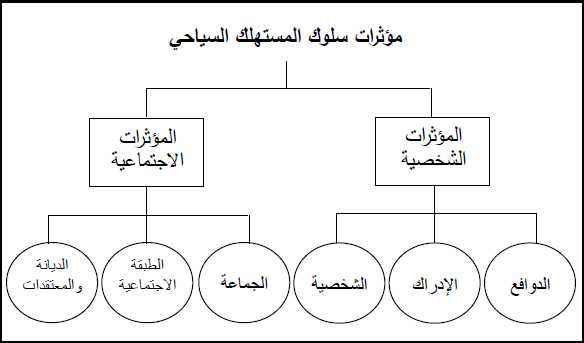 مؤثرات سلوك المستهلك السياحي
المؤثرات
الشخصية
المؤثرات
الاجتماعية
الدوافع
الإدراك
الشخصية
الجماعة
الطبقة
الاجتماعية
الديانة
والمعتقدات